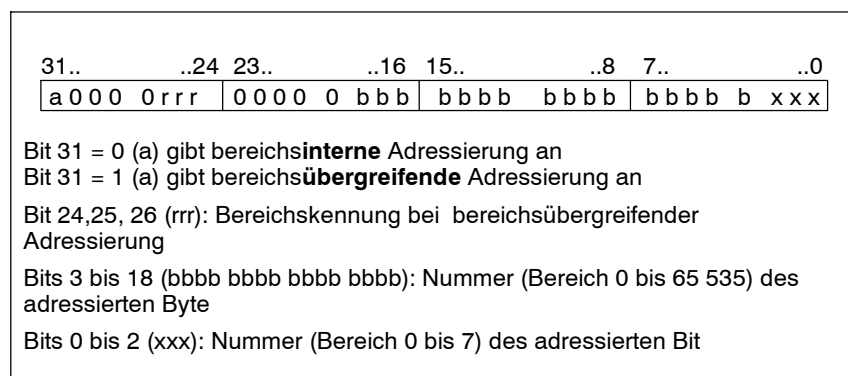 31.. ..24 23.. ..16 15.. ..8 7.. ..0
a 0 0 0 0 r r r 0 0 0 0 0 b b b b b b b b b b b b b b b b x x x
Bit 31 = 0 (a) gibt bereichsinterne Adressierung an
Bit 31 = 1 (a) gibt bereichsübergreifende Adressierung an
Bit 24,25, 26 (rrr): Bereichskennung bei bereichsübergreifender
Adressierung
Bits 3 bis 18 (bbbb bbbb bbbb bbbb): Nummer (Bereich 0 bis 65 535) des
adressierten Byte
Bits 0 bis 2 (xxx): Nummer (Bereich 0 bis 7) des adressierten Bit